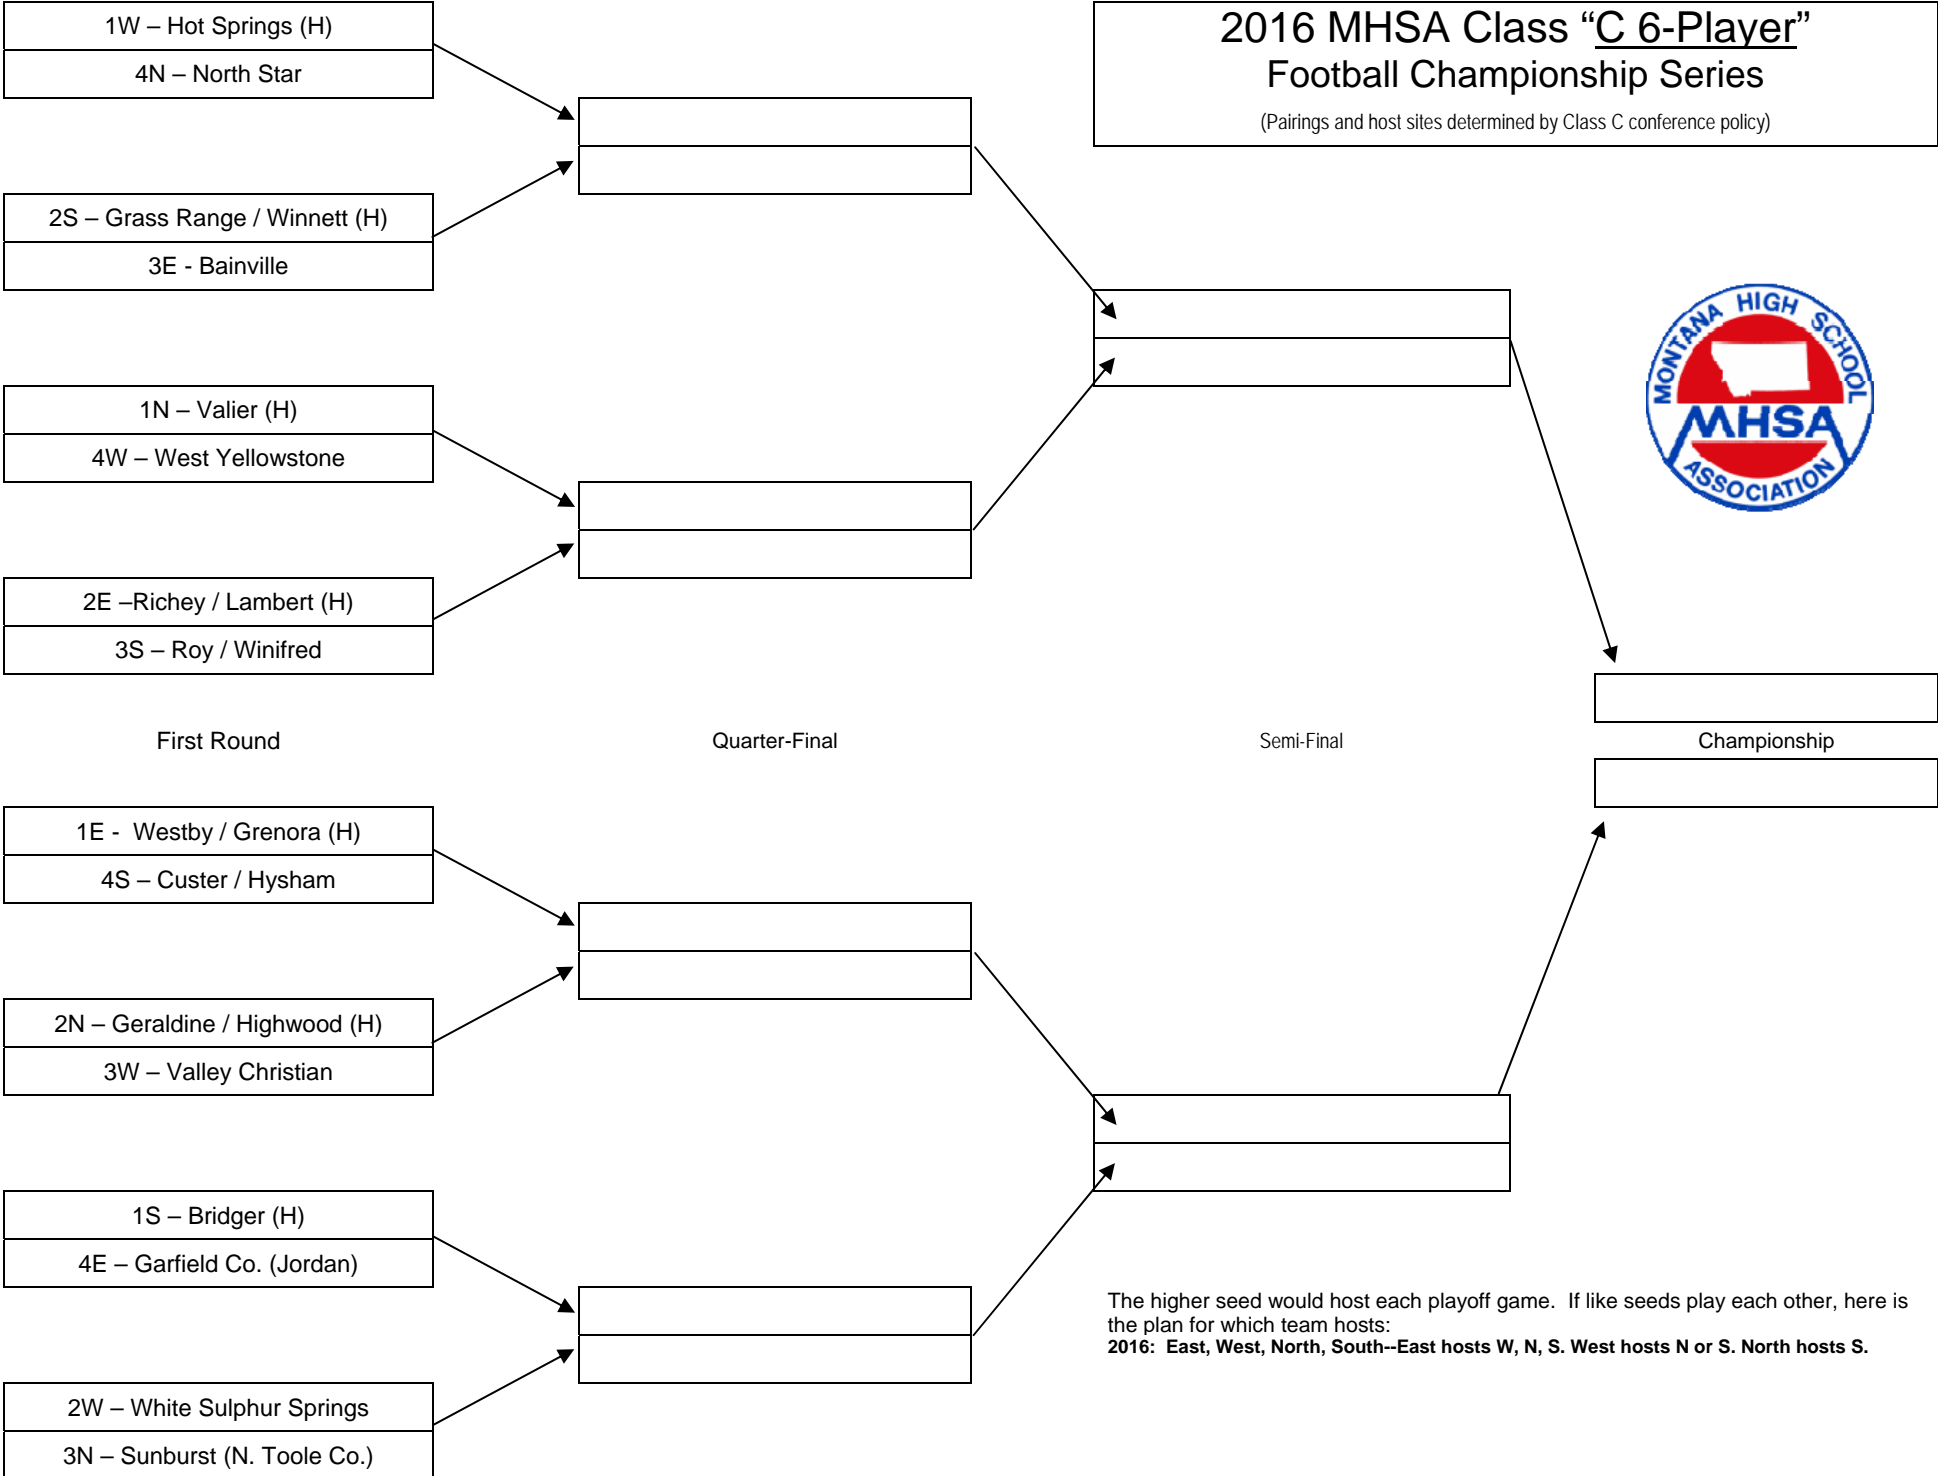 1W – Hot Springs (H)
4N – North Star
2016 MHSA Class “C 6-Player”
Football Championship Series
(Pairings and host sites determined by Class C conference policy)
2S – Grass Range / Winnett (H)
3E - Bainville
MONTANA HIGH SCHOOL
MHSA
ASSOCIATION
1N – Valier (H)
4W – West Yellowstone
2E –Richey / Lambert (H)
3S – Roy / Winifred
First Round
Quarter-Final
Semi-Final
Championship
1E -  Westby / Grenora (H)
4S – Custer / Hysham
2N – Geraldine / Highwood (H)
3W – Valley Christian
1S – Bridger (H)
4E – Garfield Co. (Jordan)
The higher seed would host each playoff game.  If like seeds play each other, here is
the plan for which team hosts:
2016:  East, West, North, South--East hosts W, N, S. West hosts N or S. North hosts S.
2W – White Sulphur Springs
3N – Sunburst (N. Toole Co.)